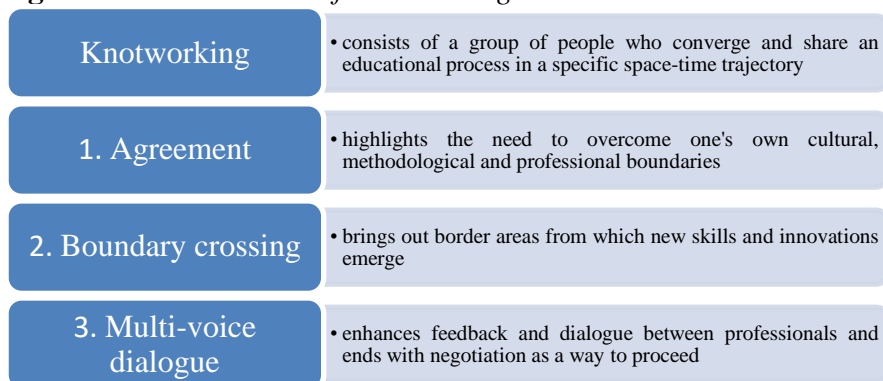 Knotworking
• consists of a group of people who converge and share an
educational process in a specific space-time trajectory
1. Agreement
• highlights the need to overcome one's own cultural,
methodological and professional boundaries
2. Boundary crossing
• brings out border areas from which new skills and innovations
emerge
3. Multi-voice
dialogue
• enhances feedback and dialogue between professionals and
ends with negotiation as a way to proceed